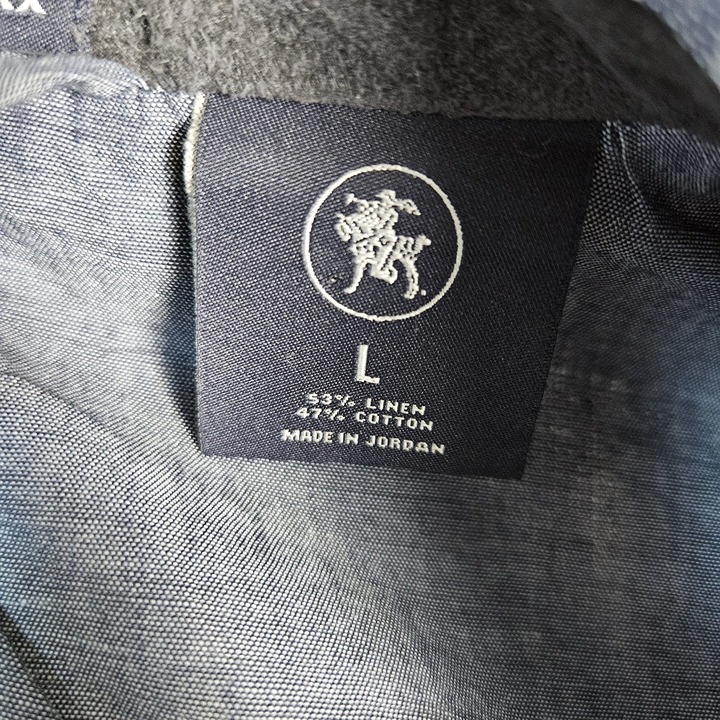 L
53% LINEN
47% COTTON
MADE IN JORDAN